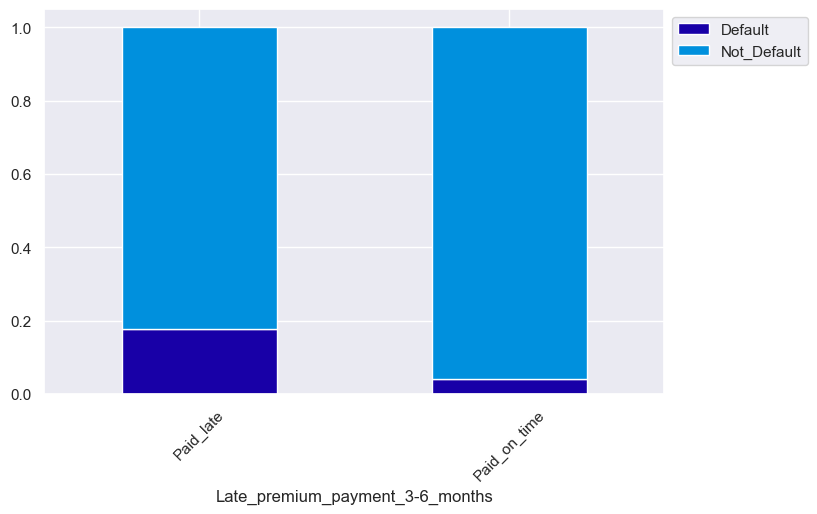 1.0
0.8
0.6
0.4
0.2
0.0
Default
Not_Default
Paid_late
Paid_on_time
Late_premium_payment_3-6_months